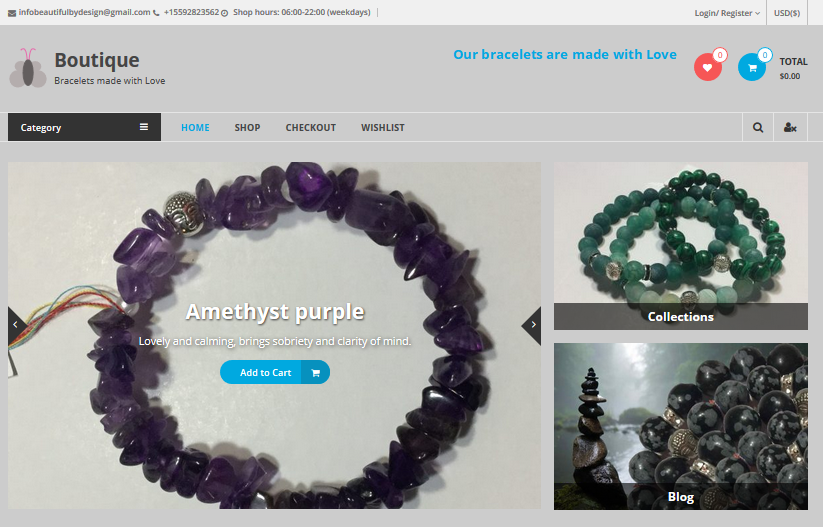 infobeautifulbydesign@gmail.com +15592823562 Shop hours: 06:00-22:00 (weekdays)
Login/ Register
USD($)
Boutique
Bracelets made with Love
Our bracelets are made with Love
0
0
TOTAL
$0.00
Category
HOME
SHOP
CHECKOUT
WISHLIST
Amethyst purple
Lovely and calming, brings sobriety and clarity of mind.
Add to Cart
Collections
Blog